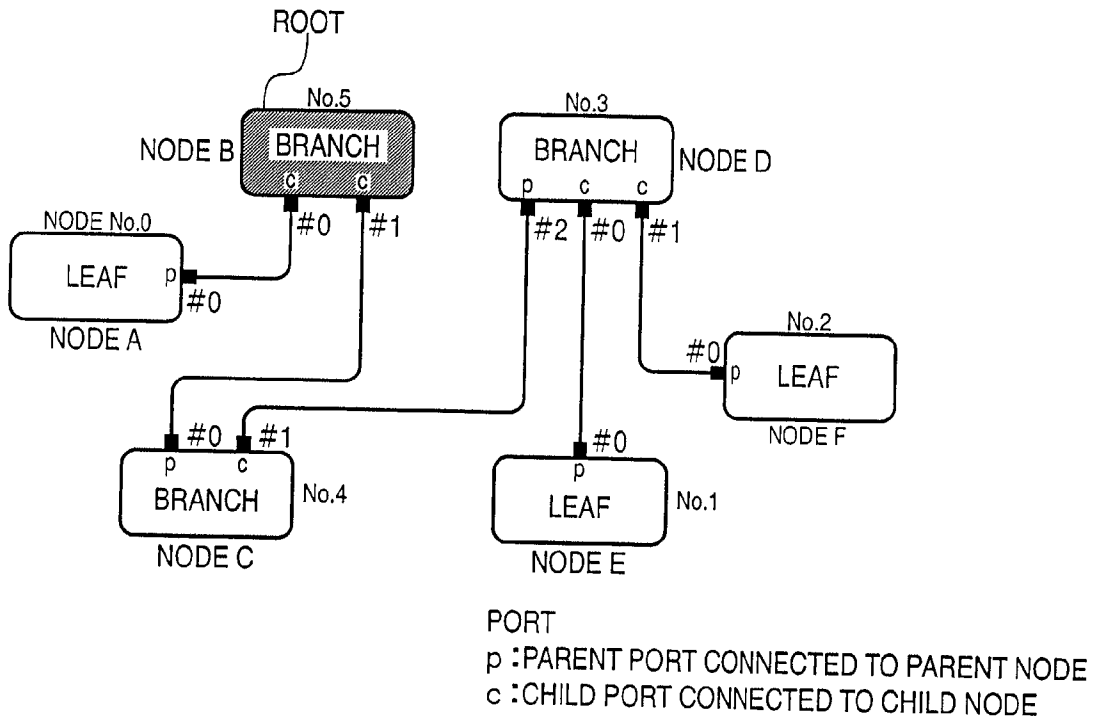 ROOT
No.5
NODE B
BRANCH
c c
#0 #1
No.3
BRANCH
NODE D
p c c
#2 #0 #1
NODE No.0
LEAF p
#0
NODE A
No.2
#0
p LEAF
NODE F
#0 #1
p c
BRANCH
No.4
NODE C
#0
p
LEAF
No.1
NODE E
PORT
p :PARENT PORT CONNECTED TO PARENT NODE
c :CHILD PORT CONNECTED TO CHILD NODE